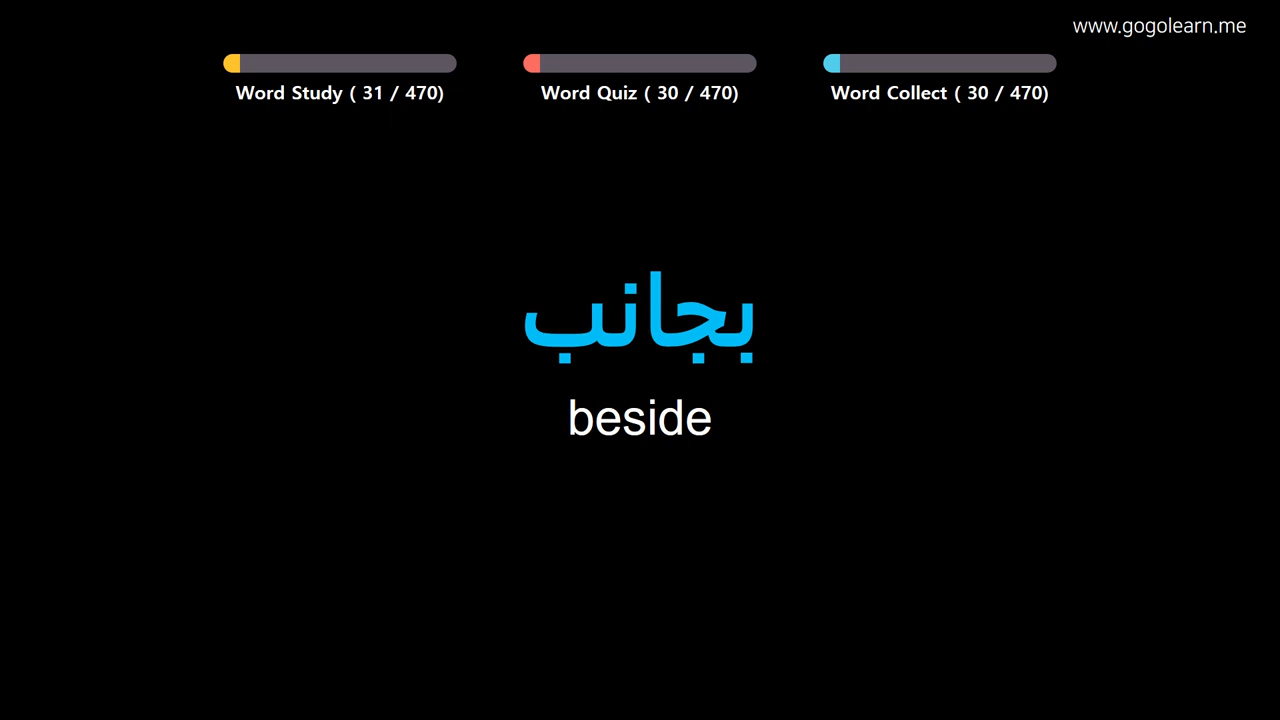 www.gogolearn.me
Word Study ( 31 / 470)
Word Quiz ( 30 / 470)
Word Collect ( 30 / 470)
بجانب
beside